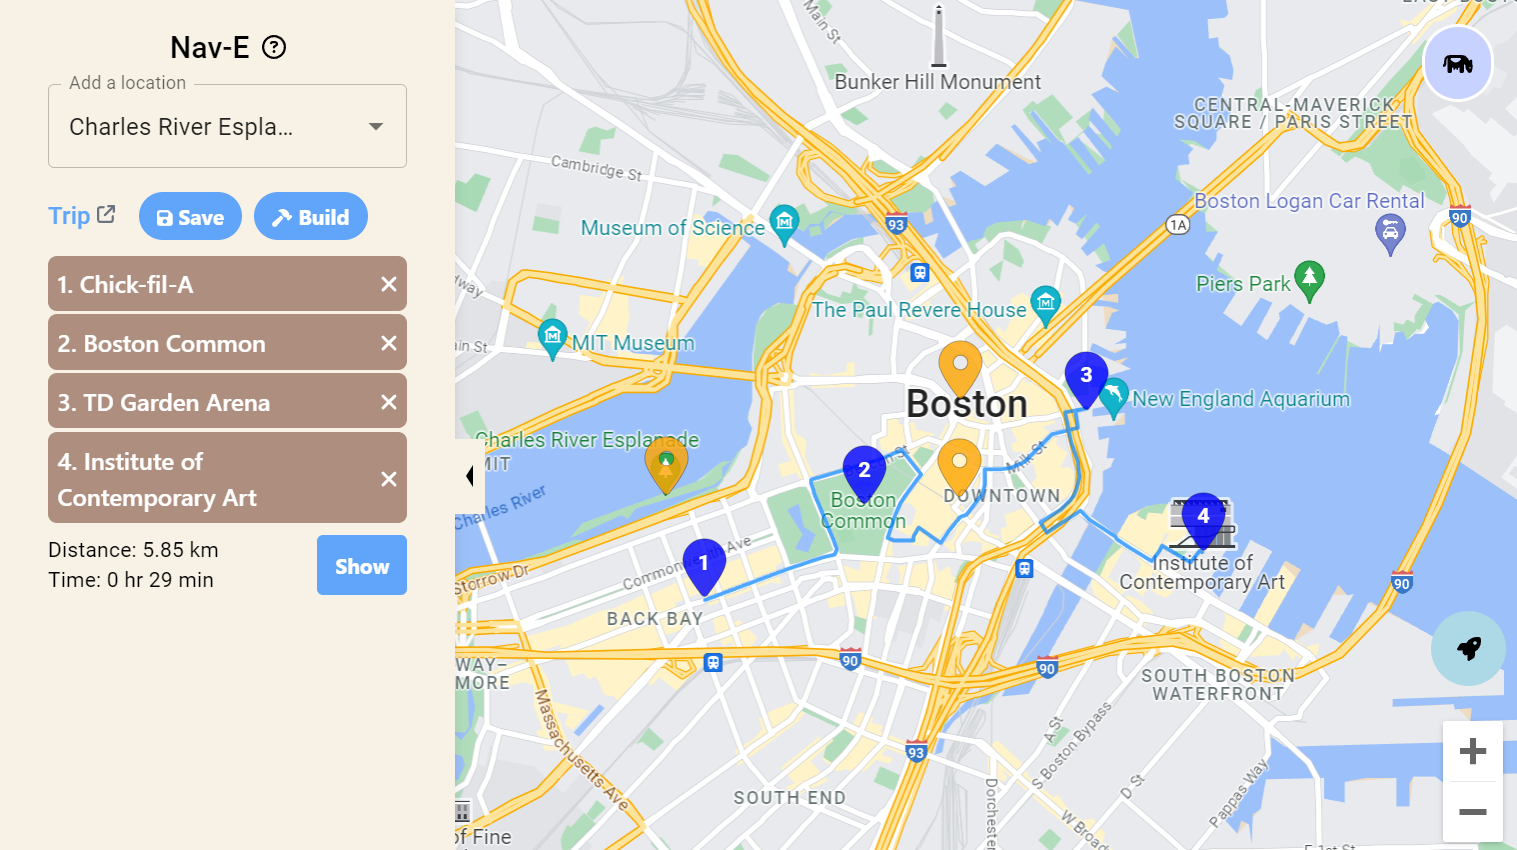 Nav-E
Add a location
Charles River Espla...
Trip
Save
Build
1. Chick-fil-A
2. Boston Common
3. TD Garden Arena
4. Institute of
Contemporary Art
Distance: 5.85 km
Time: 0 hr 29 min
Show
Main St
Bunker Hill Monument
CENTRAL-MAVERICK
SQUARE / PARIS STREET
Cambridge St
Museum of Science
93
1A
Boston Logan Car Rental
90
Piers Park
The Paul Revere House
MIT Museum
3
Boston
New England Aquarium
Charles River Esplanade
MIT
2
Milk St
DOWNTOWN
Boston
Common
Charles River
4
1
Commonwealth Ave
Institute of
Contemporary Art
Storrow Dr
BACK BAY
90
90
90
SOUTH BOSTON
WATERFRONT
Massachusetts Ave
A St
S Boston Bypass
93
D St
Pappas Way
SOUTH END
W Broad
of Fine